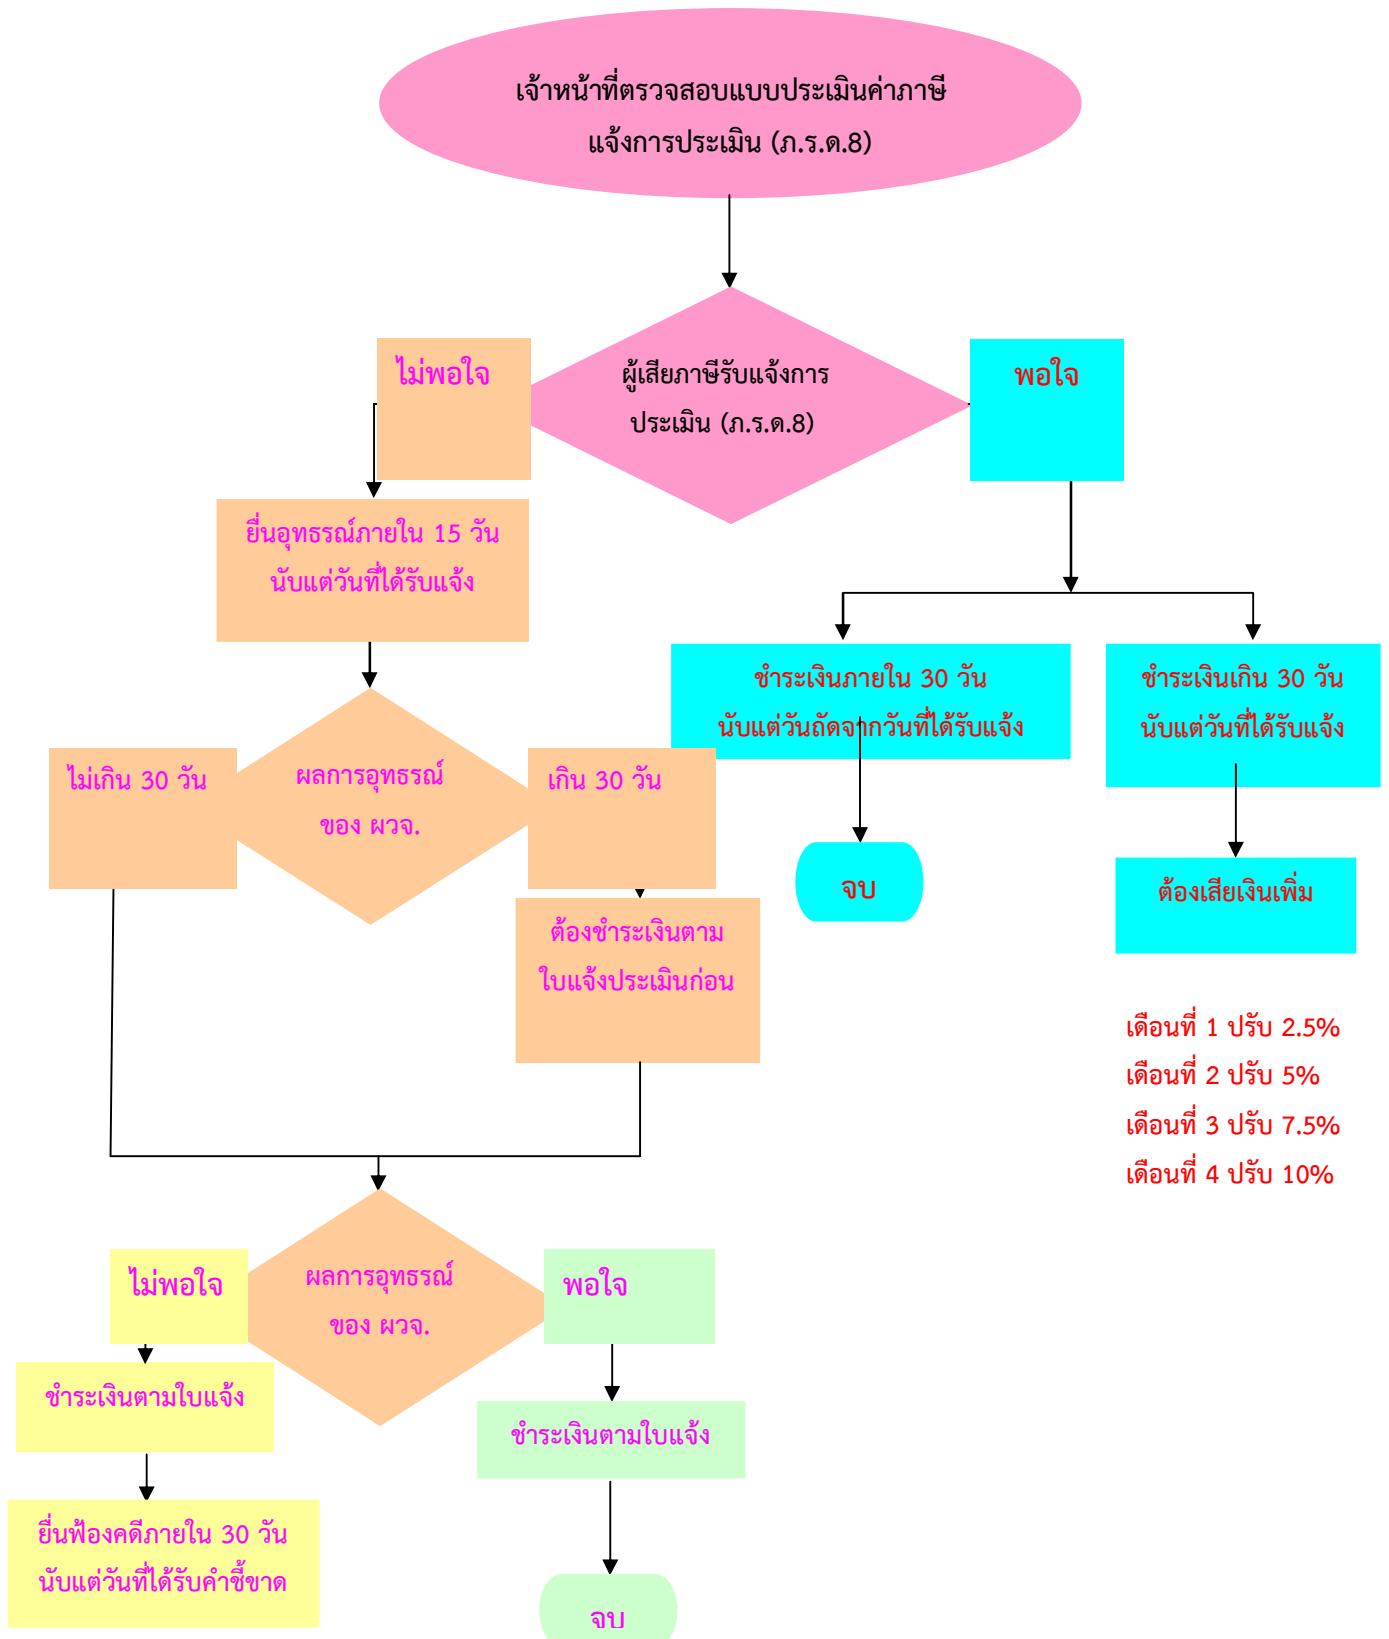 เจ้าหน้าที่ตรวจสอบแบบประเมินค่าภาษี
แจ้งการประเมิน (ภ.ร.ด.8)
ไม่พอใจ
ผู้เสียภาษีรับแจ้งการ
ประเมิน (ภ.ร.ด.8)
พอใจ
ยื่นอุทธรณ์ภายใน 15 วัน
นับแต่วันที่ได้รับแจ้ง
ชำระเงินภายใน 30 วัน
นับแต่วันถัดจากวันที่ได้รับแจ้ง
ชำระเงินเกิน 30 วัน
นับแต่วันที่ได้รับแจ้ง
ไม่เกิน 30 วัน
ผลการอุทธรณ์
ของ ผวจ.
เกิน 30 วัน
จบ
ต้องเสียเงินเพิ่ม
ต้องชำระเงินตาม
ใบแจ้งประเมินก่อน
เดือนที่ 1 ปรับ 2.5%
เดือนที่ 2 ปรับ 5%
เดือนที่ 3 ปรับ 7.5%
เดือนที่ 4 ปรับ 10%
ไม่พอใจ
ผลการอุทธรณ์
ของ ผวจ.
พอใจ
ชำระเงินตามใบแจ้ง
ชำระเงินตามใบแจ้ง
ยื่นฟ้องคดีภายใน 30 วัน
นับแต่วันที่ได้รับคำชี้ขาด
จบ